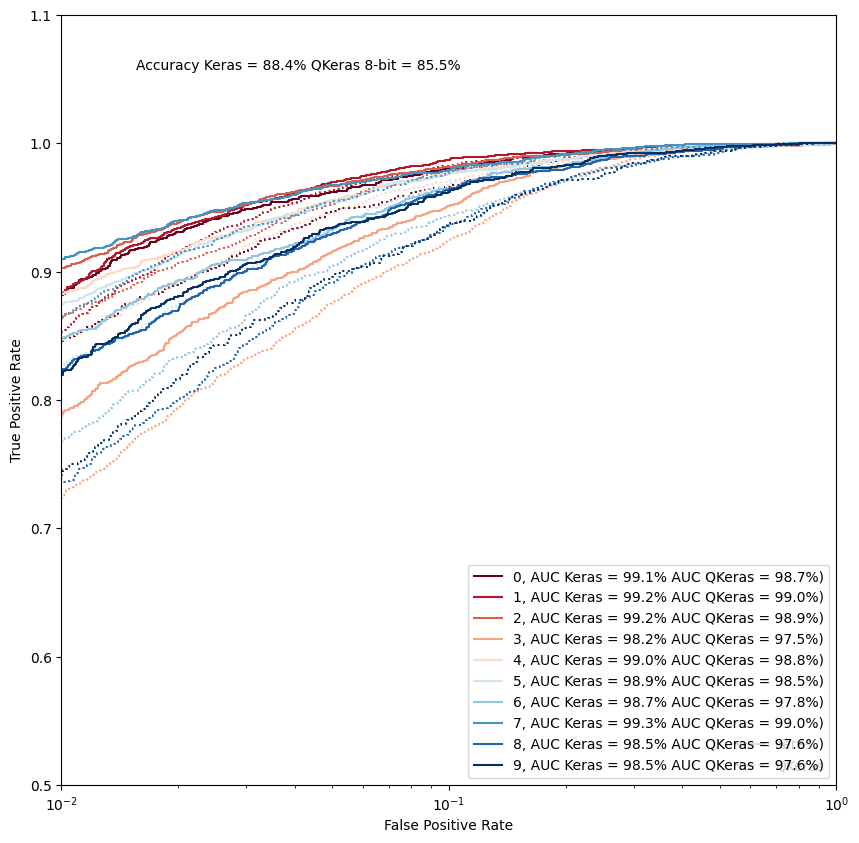 1.1
Accuracy Keras = 88.4% QKeras 8-bit = 85.5%
1.0
0.9
0.8
0.7
0.6
0.5
True Positive Rate
0, AUC Keras = 99.1% AUC QKeras = 98.7%)
1, AUC Keras = 99.2% AUC QKeras = 99.0%)
2, AUC Keras = 99.2% AUC QKeras = 98.9%)
3, AUC Keras = 98.2% AUC QKeras = 97.5%)
4, AUC Keras = 99.0% AUC QKeras = 98.8%)
5, AUC Keras = 98.9% AUC QKeras = 98.5%)
6, AUC Keras = 98.7% AUC QKeras = 97.8%)
7, AUC Keras = 99.3% AUC QKeras = 99.0%)
8, AUC Keras = 98.5% AUC QKeras = 97.6%)
9, AUC Keras = 98.5% AUC QKeras = 97.6%)
10⁻² 10⁻¹ 10⁰
False Positive Rate